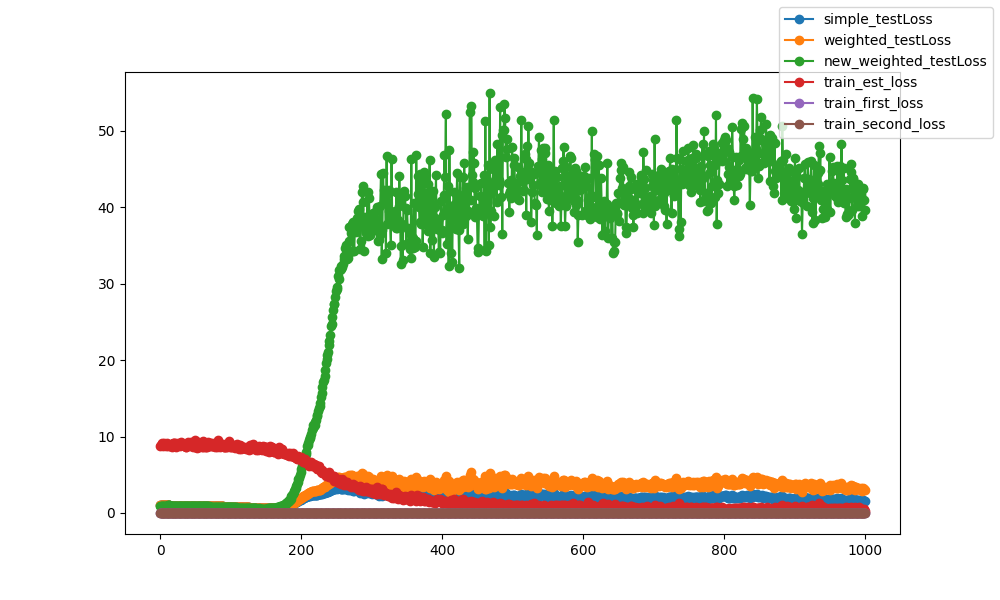 simple_testLoss
weighted_testLoss
new_weighted_testLoss
train_est_loss
train_first_loss
train_second_loss
50
40
30
20
10
0
0 200 400 600 800 1000